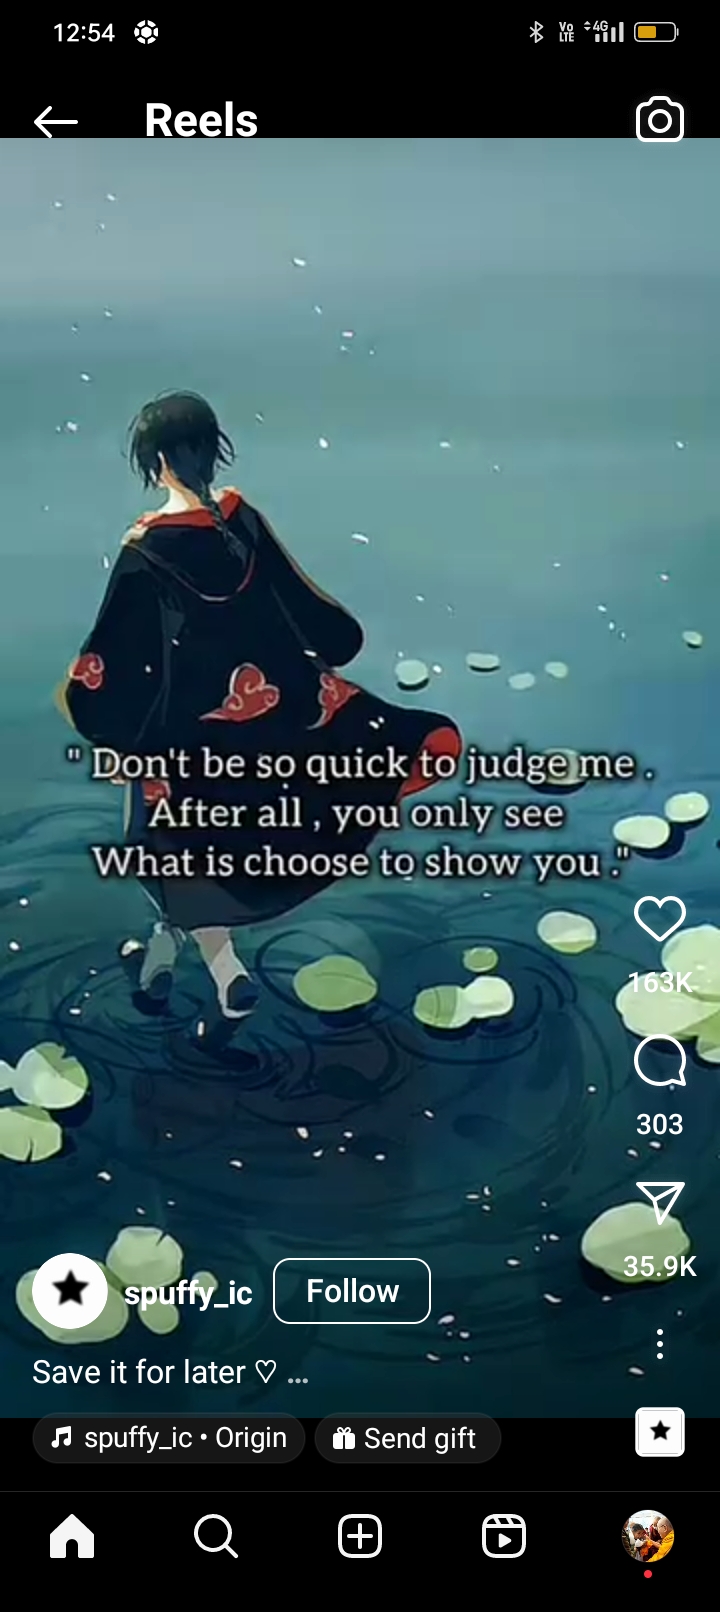 12:54
Vo LTE 4G
Reels
" Don't be so quick to judge me .
After all , you only see
What is choose to show you ."
163K
303
35.9K
spuffy_ic Follow
Save it for later ♡ ...
spuffy_ic • Origin Send gift